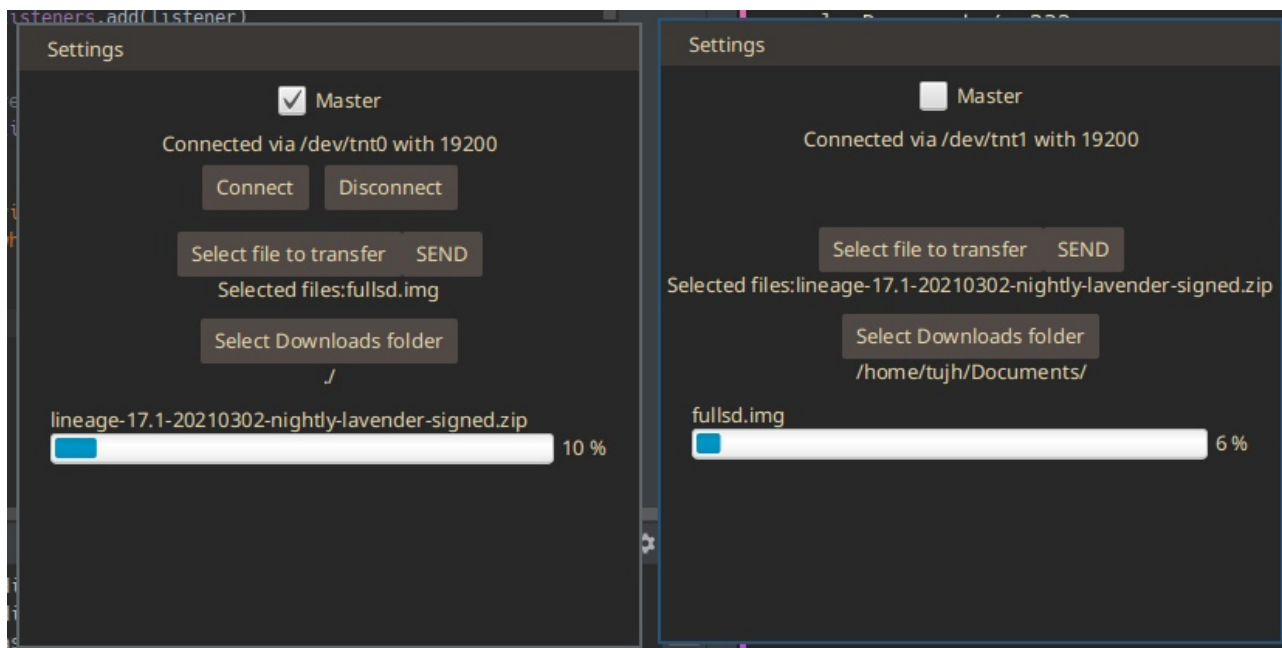 isteners.add(listener)
Settings
Master
Connected via /dev/tnt0 with 19200
Connect Disconnect
Select file to transfer SEND
Selected files:fullsd.img
Select Downloads folder
./
lineage-17.1-20210302-nightly-lavender-signed.zip
10 %
Settings
Master
Connected via /dev/tnt1 with 19200
Select file to transfer SEND
Selected files:lineage-17.1-20210302-nightly-lavender-signed.zip
Select Downloads folder
/home/tujh/Documents/
fullsd.img
6 %